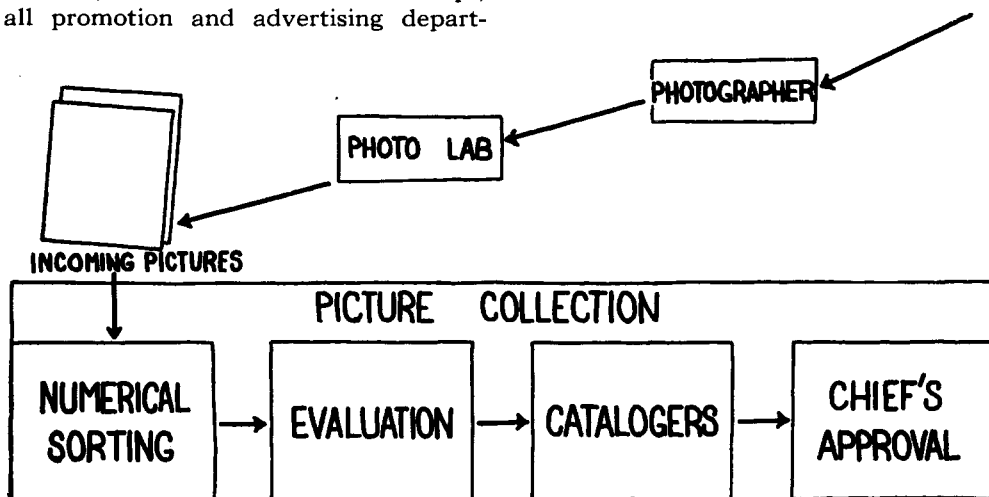 all promotion and advertising depart-
PHOTOGRAPHER
PHOTO LAB
INCOMING PICTURES
PICTURE COLLECTION
NUMERICAL
SORTING
EVALUATION
CATALOGERS
CHIEF'S
APPROVAL